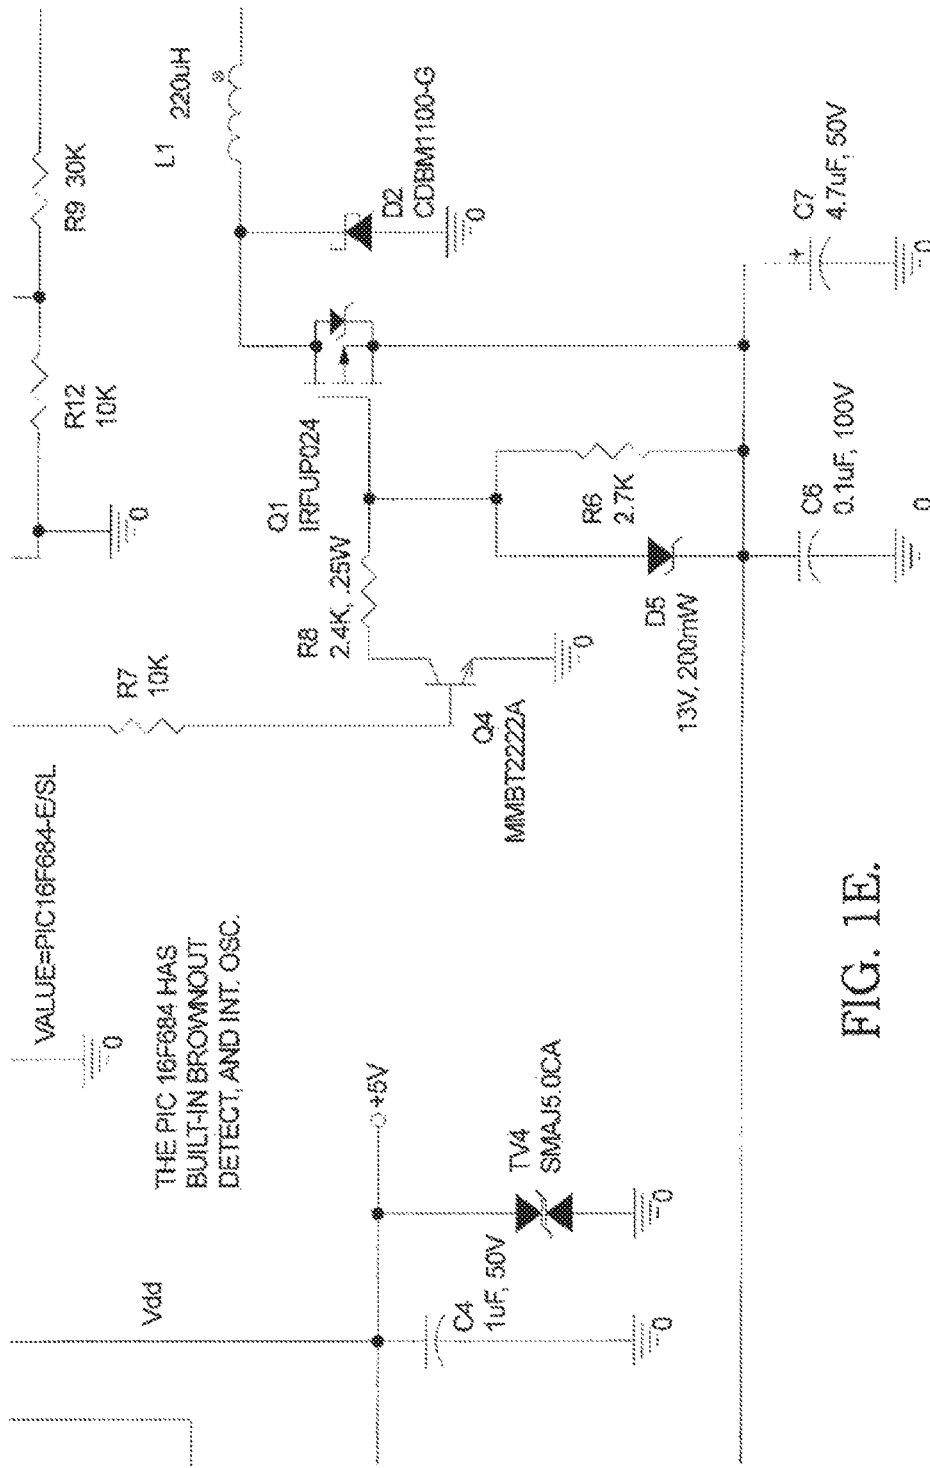 R9 30K
L1 220uH
R12
10K
0
D2
CDBM1100-G
0
Q1
IRFUP024
R7
10K
R8
2.4K, .25W
R6
2.7K
C7
4.7uF, 50V
+
0
Q4
MMBT2222A
0
D5
13V, 200mW
C6
0.1uF, 100V
0
VALUE=PIC16F684-E/SL
0
THE PIC 16F684 HAS
BUILT-IN BROWNOUT
DETECT, AND INT. OSC.
Vdd
+5V
C4
1uF, 50V
0
TV4
SMAJ5.0CA
0
FIG. 1E.